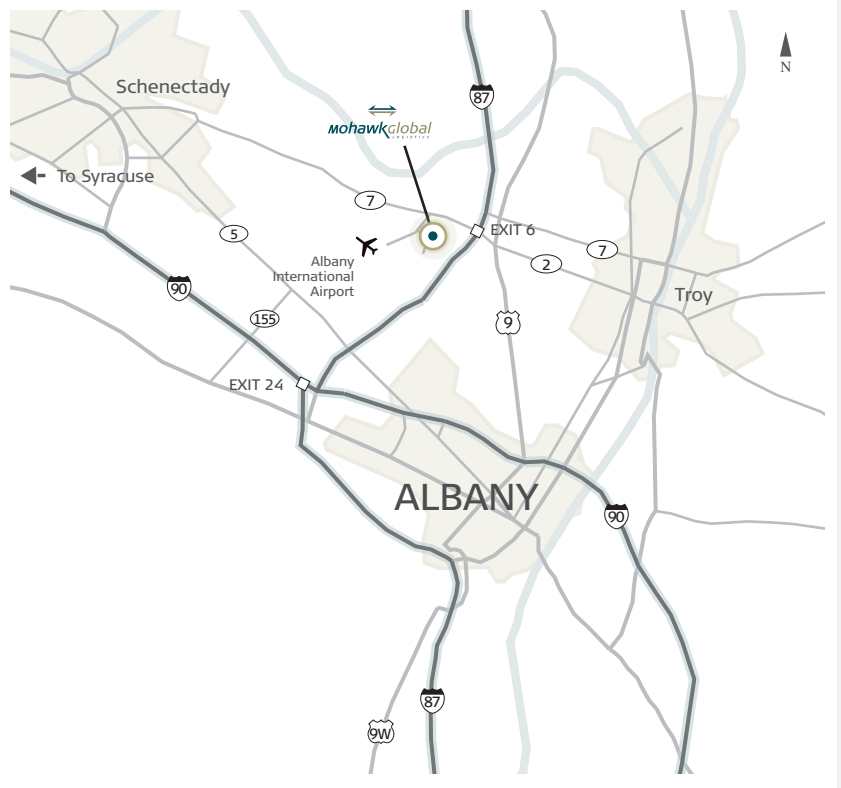 N
87
Schenectady
MohawkGlobal
LOGISTICS
To Syracuse
7
5
EXIT 6
7
2
Albany
International
Airport
90
Troy
155
9
EXIT 24
ALBANY
90
87
9W